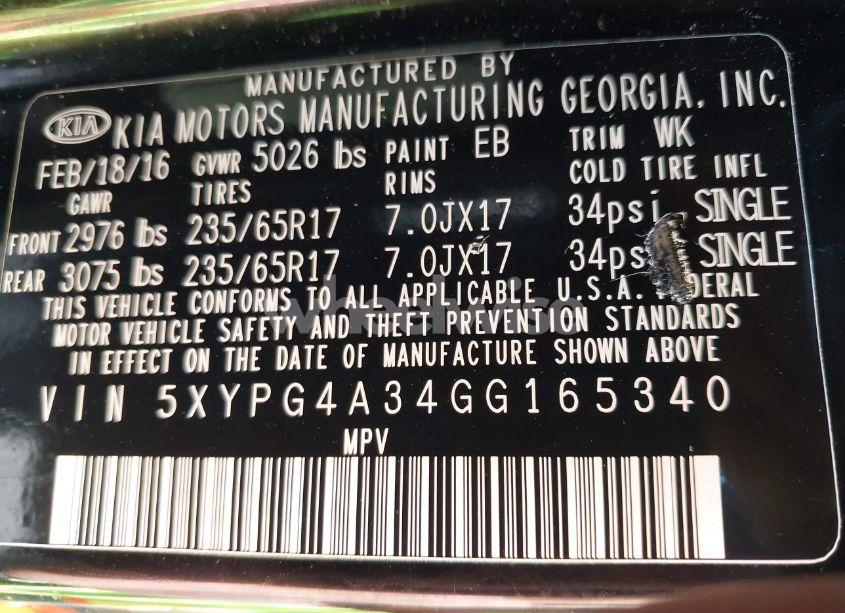 MANUFACTURED BY
KIA KIA MOTORS MANUFACTURING GEORGIA, INC.
FEB/18/16 GVWR 5026 lbs PAINT EB TRIM WK
GAWR TIRES RIMS COLD TIRE INFL
FRONT 2976 lbs 235/65R17 7.0JX17 34psi SINGLE
REAR 3075 lbs 235/65R17 7.0JX17 34ps SINGLE
THIS VEHICLE CONFORMS TO ALL APPLICABLE U.S.A. FEDERAL
MOTOR VEHICLE SAFETY AND THEFT PREVENTION STANDARDS
IN EFFECT ON THE DATE OF MANUFACTURE SHOWN ABOVE
VIN 5XYPG4A34GG165340
MPV